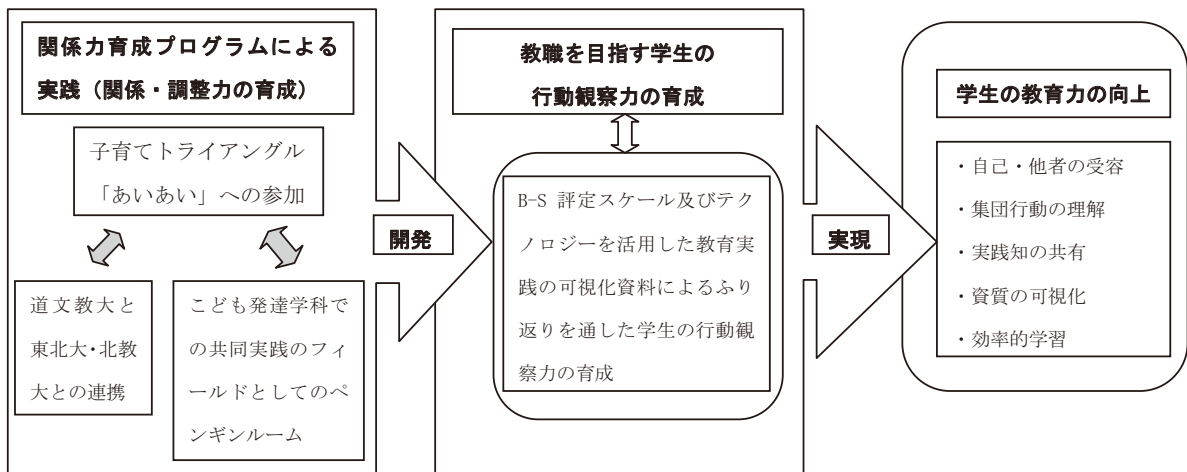 関係力育成プログラムによる
実践（関係・調整力の育成）
子育てトライアングル
「あいあい」への参加
道文教大と
東北大・北教
大との連携
こども発達学科で
の共同実践のフィ
ールドとしてのペ
ンギンルーム
開発
教職を目指す学生の
行動観察力の育成
B-S 評定スケール及びテク
ノロジーを活用した教育実
践の可視化資料によるふり
返りを通した学生の行動観
察力の育成
実現
学生の教育力の向上
・自己・他者の受容
・集団行動の理解
・実践知の共有
・資質の可視化
・効率的学習